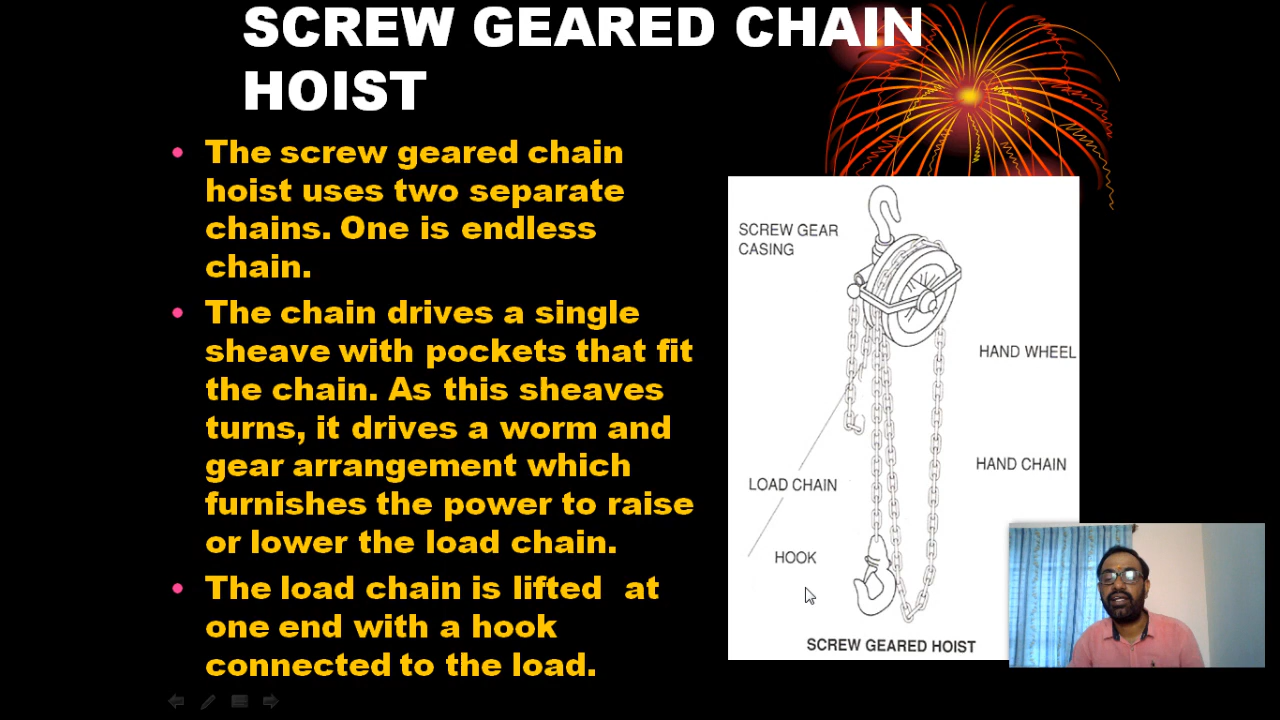 SCREW GEARED CHAIN
HOIST
• The screw geared chain
hoist uses two separate
chains. One is endless
chain.
• The chain drives a single
sheave with pockets that fit
the chain. As this sheaves
turns, it drives a worm and
gear arrangement which
furnishes the power to raise
or lower the load chain.
• The load chain is lifted at
one end with a hook
connected to the load.
SCREW GEAR
CASING
HAND WHEEL
HAND CHAIN
LOAD CHAIN
HOOK
SCREW GEARED HOIST